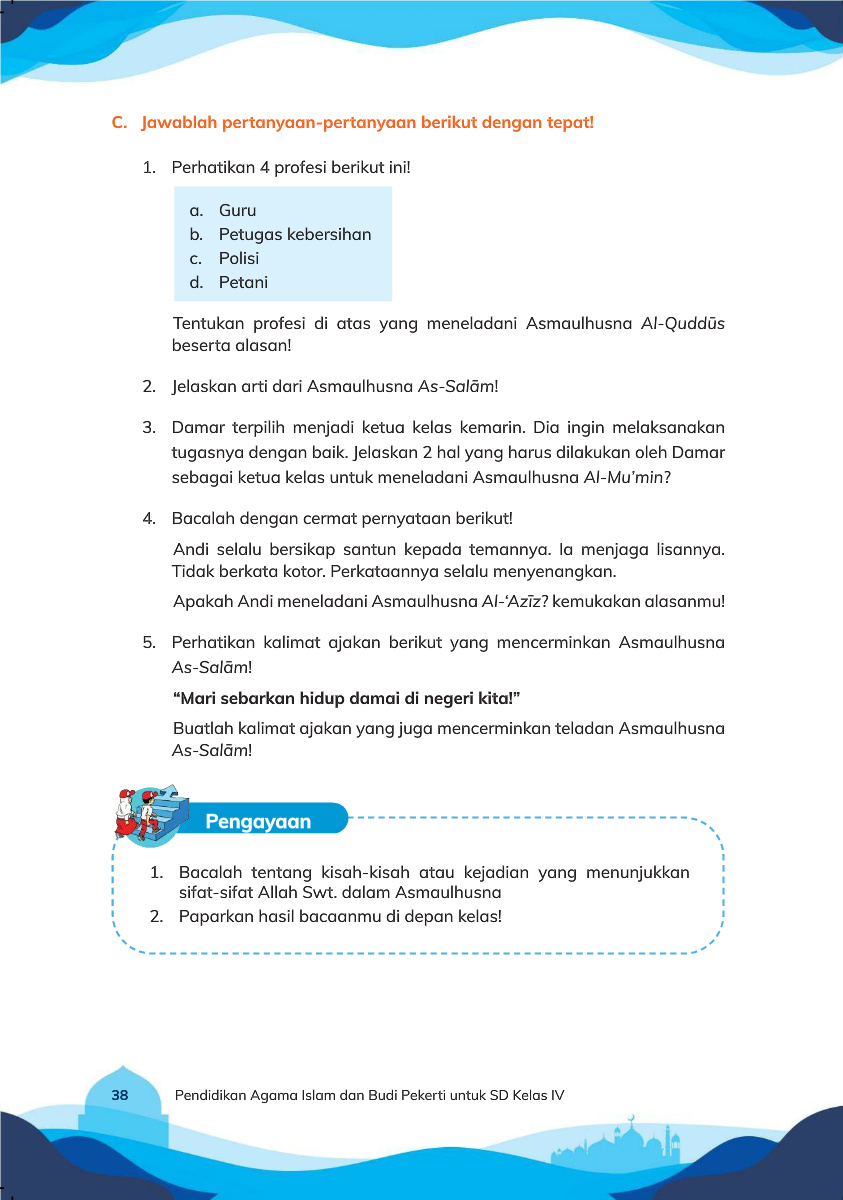 C. Jawablah pertanyaan-pertanyaan berikut dengan tepat!
1. Perhatikan 4 profesi berikut ini!
a. Guru
b. Petugas kebersihan
c. Polisi
d. Petani
Tentukan profesi di atas yang meneladani Asmaulhusna Al-Quddūs
beserta alasan!
2. Jelaskan arti dari Asmaulhusna As-Salām!
3. Damar terpilih menjadi ketua kelas kemarin. Dia ingin melaksanakan
tugasnya dengan baik. Jelaskan 2 hal yang harus dilakukan oleh Damar
sebagai ketua kelas untuk meneladani Asmaulhusna Al-Mu’min?
4. Bacalah dengan cermat pernyataan berikut!
Andi selalu bersikap santun kepada temannya. Ia menjaga lisannya.
Tidak berkata kotor. Perkataannya selalu menyenangkan.
Apakah Andi meneladani Asmaulhusna Al-‘Azīz? kemukakan alasanmu!
5. Perhatikan kalimat ajakan berikut yang mencerminkan Asmaulhusna
As-Salām!
“Mari sebarkan hidup damai di negeri kita!”
Buatlah kalimat ajakan yang juga mencerminkan teladan Asmaulhusna
As-Salām!
Pengayaan
1. Bacalah tentang kisah-kisah atau kejadian yang menunjukkan
sifat-sifat Allah Swt. dalam Asmaulhusna
2. Paparkan hasil bacaanmu di depan kelas!
38 Pendidikan Agama Islam dan Budi Pekerti untuk SD Kelas IV